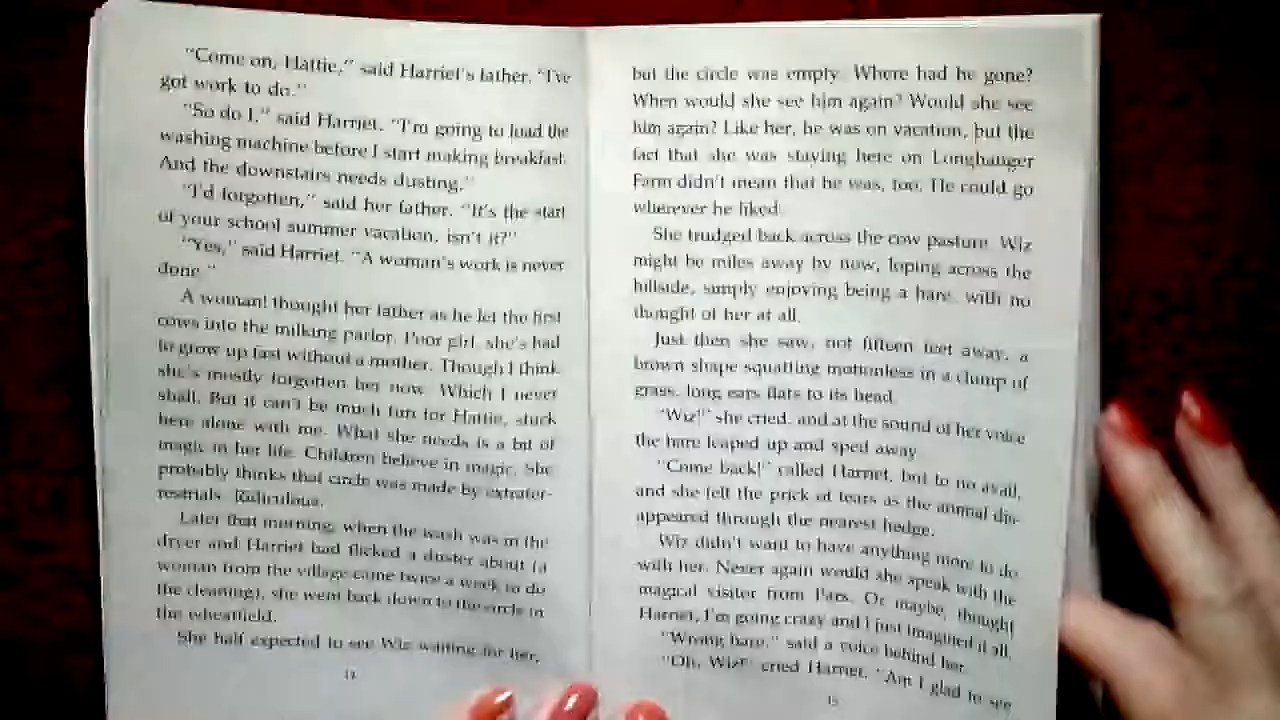 "Come on, Hattie," said Harriet's father. "I've
got work to do."
"So do I," said Harriet. "I'm going to load the
washing machine before I start making breakfast.
And the downstairs needs dusting."
"I'd forgotten," said her father. "It's the start
of your school summer vacation, isn't it?"
"Yes," said Harriet. "A woman's work is never
done."
A woman! thought her father as he let the first
cows into the milking parlor. Poor girl, she's had
to grow up fast without a mother. Though I think
she's mostly forgotten her now. Which I never
shall. But it can't be much fun for Hattie, stuck
here alone with me. What she needs is a bit of
magic in her life. Children believe in magic. She
probably thinks that circle was made by extrater-
restrials. Ridiculous.
Later that morning, when the wash was in the
dryer and Harriet had flicked a duster about (a
woman from the village came twice a week to do
the cleaning), she went back down to the circle in
the wheatfield.
She half expected to see Wiz waiting for her,
14
but the circle was empty. Where had he gone?
When would she see him again? Would she see
him again? Like her, he was on vacation, but the
fact that she was staying here on Longhanger
Farm didn't mean that he was, too. He could go
wherever he liked.
She trudged back across the cow pasture. Wiz
might be miles away by now, loping across the
hillside, simply enjoying being a hare, with no
thought of her at all.
Just then she saw, not fifteen feet away, a
brown shape squatting motionless in a clump of
grass, long ears flats to its head.
"Wiz!" she cried, and at the sound of her voice
the hare leaped up and sped away.
"Come back!" called Harriet, but to no avail,
and she felt the prick of tears as the animal dis-
appeared through the nearest hedge.
Wiz didn't want to have anything more to do
with her. Never again would she speak with the
magical visitor from Pars. Or maybe, thought
Harriet, I'm going crazy and I just imagined it all.
"Wrong hare," said a voice behind her.
"Oh, Wiz!" cried Harriet. "Am I glad to see
15